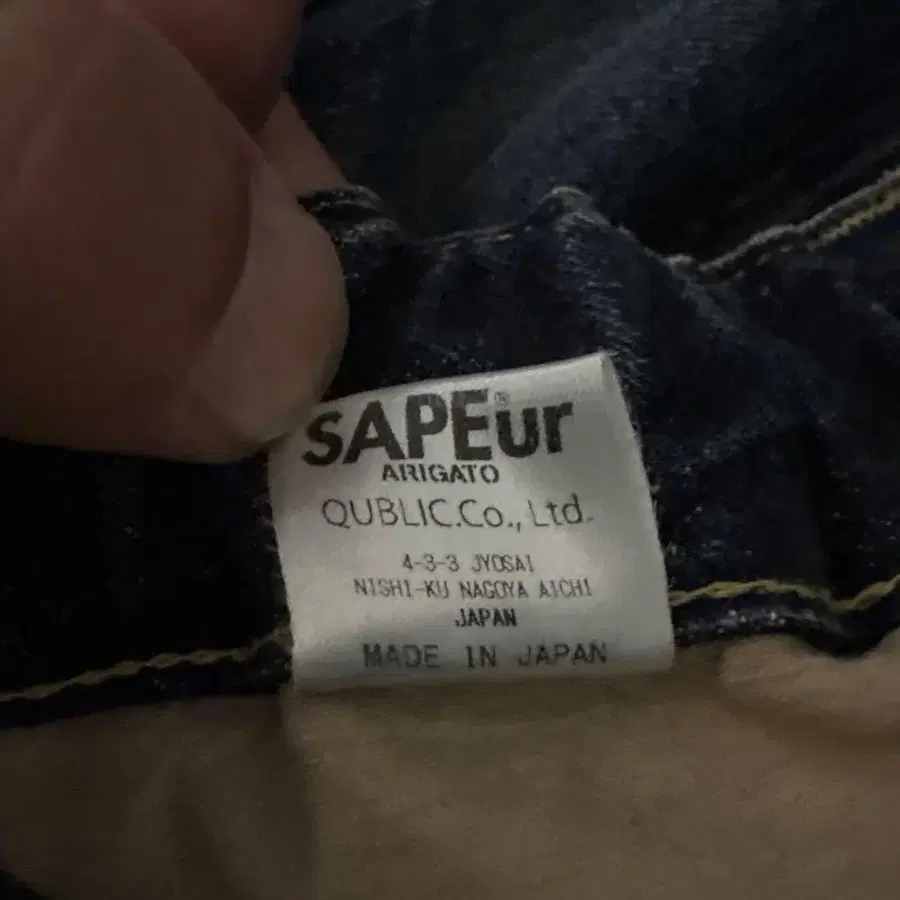 SAPEur®
ARIGATO
QUBLIC.Co., Ltd.
4-3-3 JYOSAI
NISHI-KU NAGOYA AICHI
JAPAN
MADE IN JAPAN